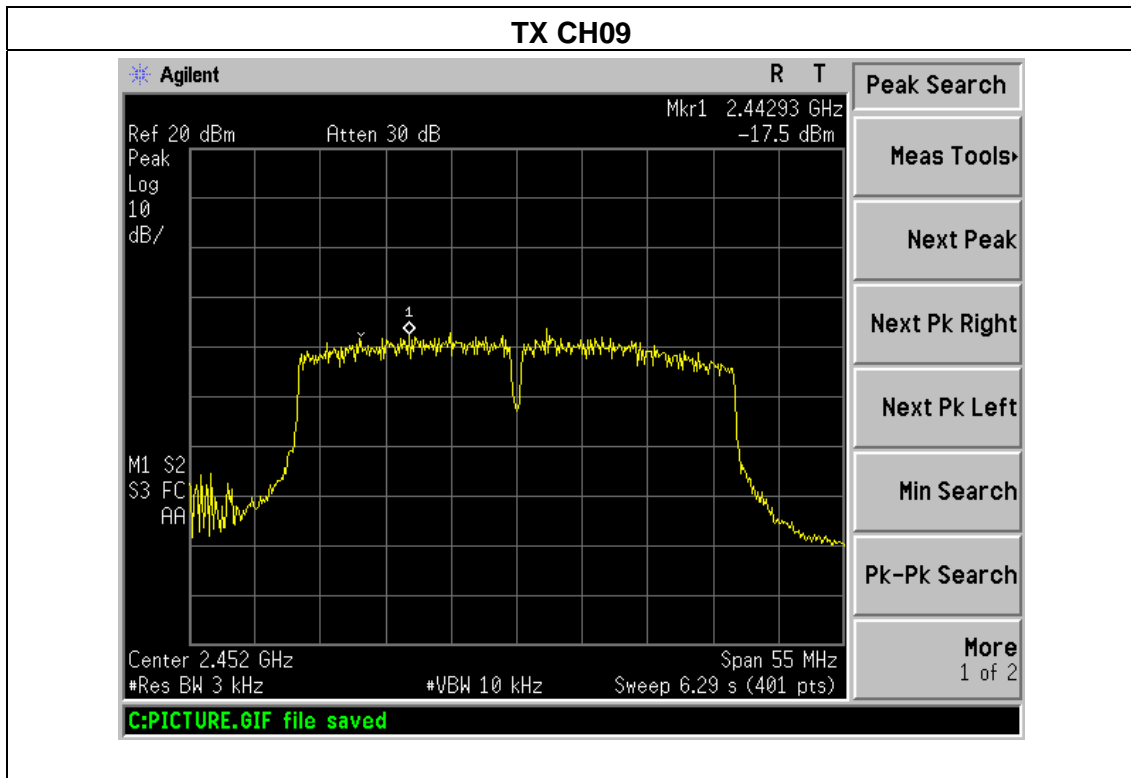 TX CH09
Agilent R T
Peak Search
Mkr1 2.44293 GHz
Ref 20 dBm Atten 30 dB -17.5 dBm
Peak
Log
10
dB/
1
M1 S2
S3 FC
AA
Center 2.452 GHz Span 55 MHz
#Res BW 3 kHz #VBW 10 kHz Sweep 6.29 s (401 pts)
C:PICTURE.GIF file saved
Meas Tools
Next Peak
Next Pk Right
Next Pk Left
Min Search
Pk-Pk Search
More
1 of 2